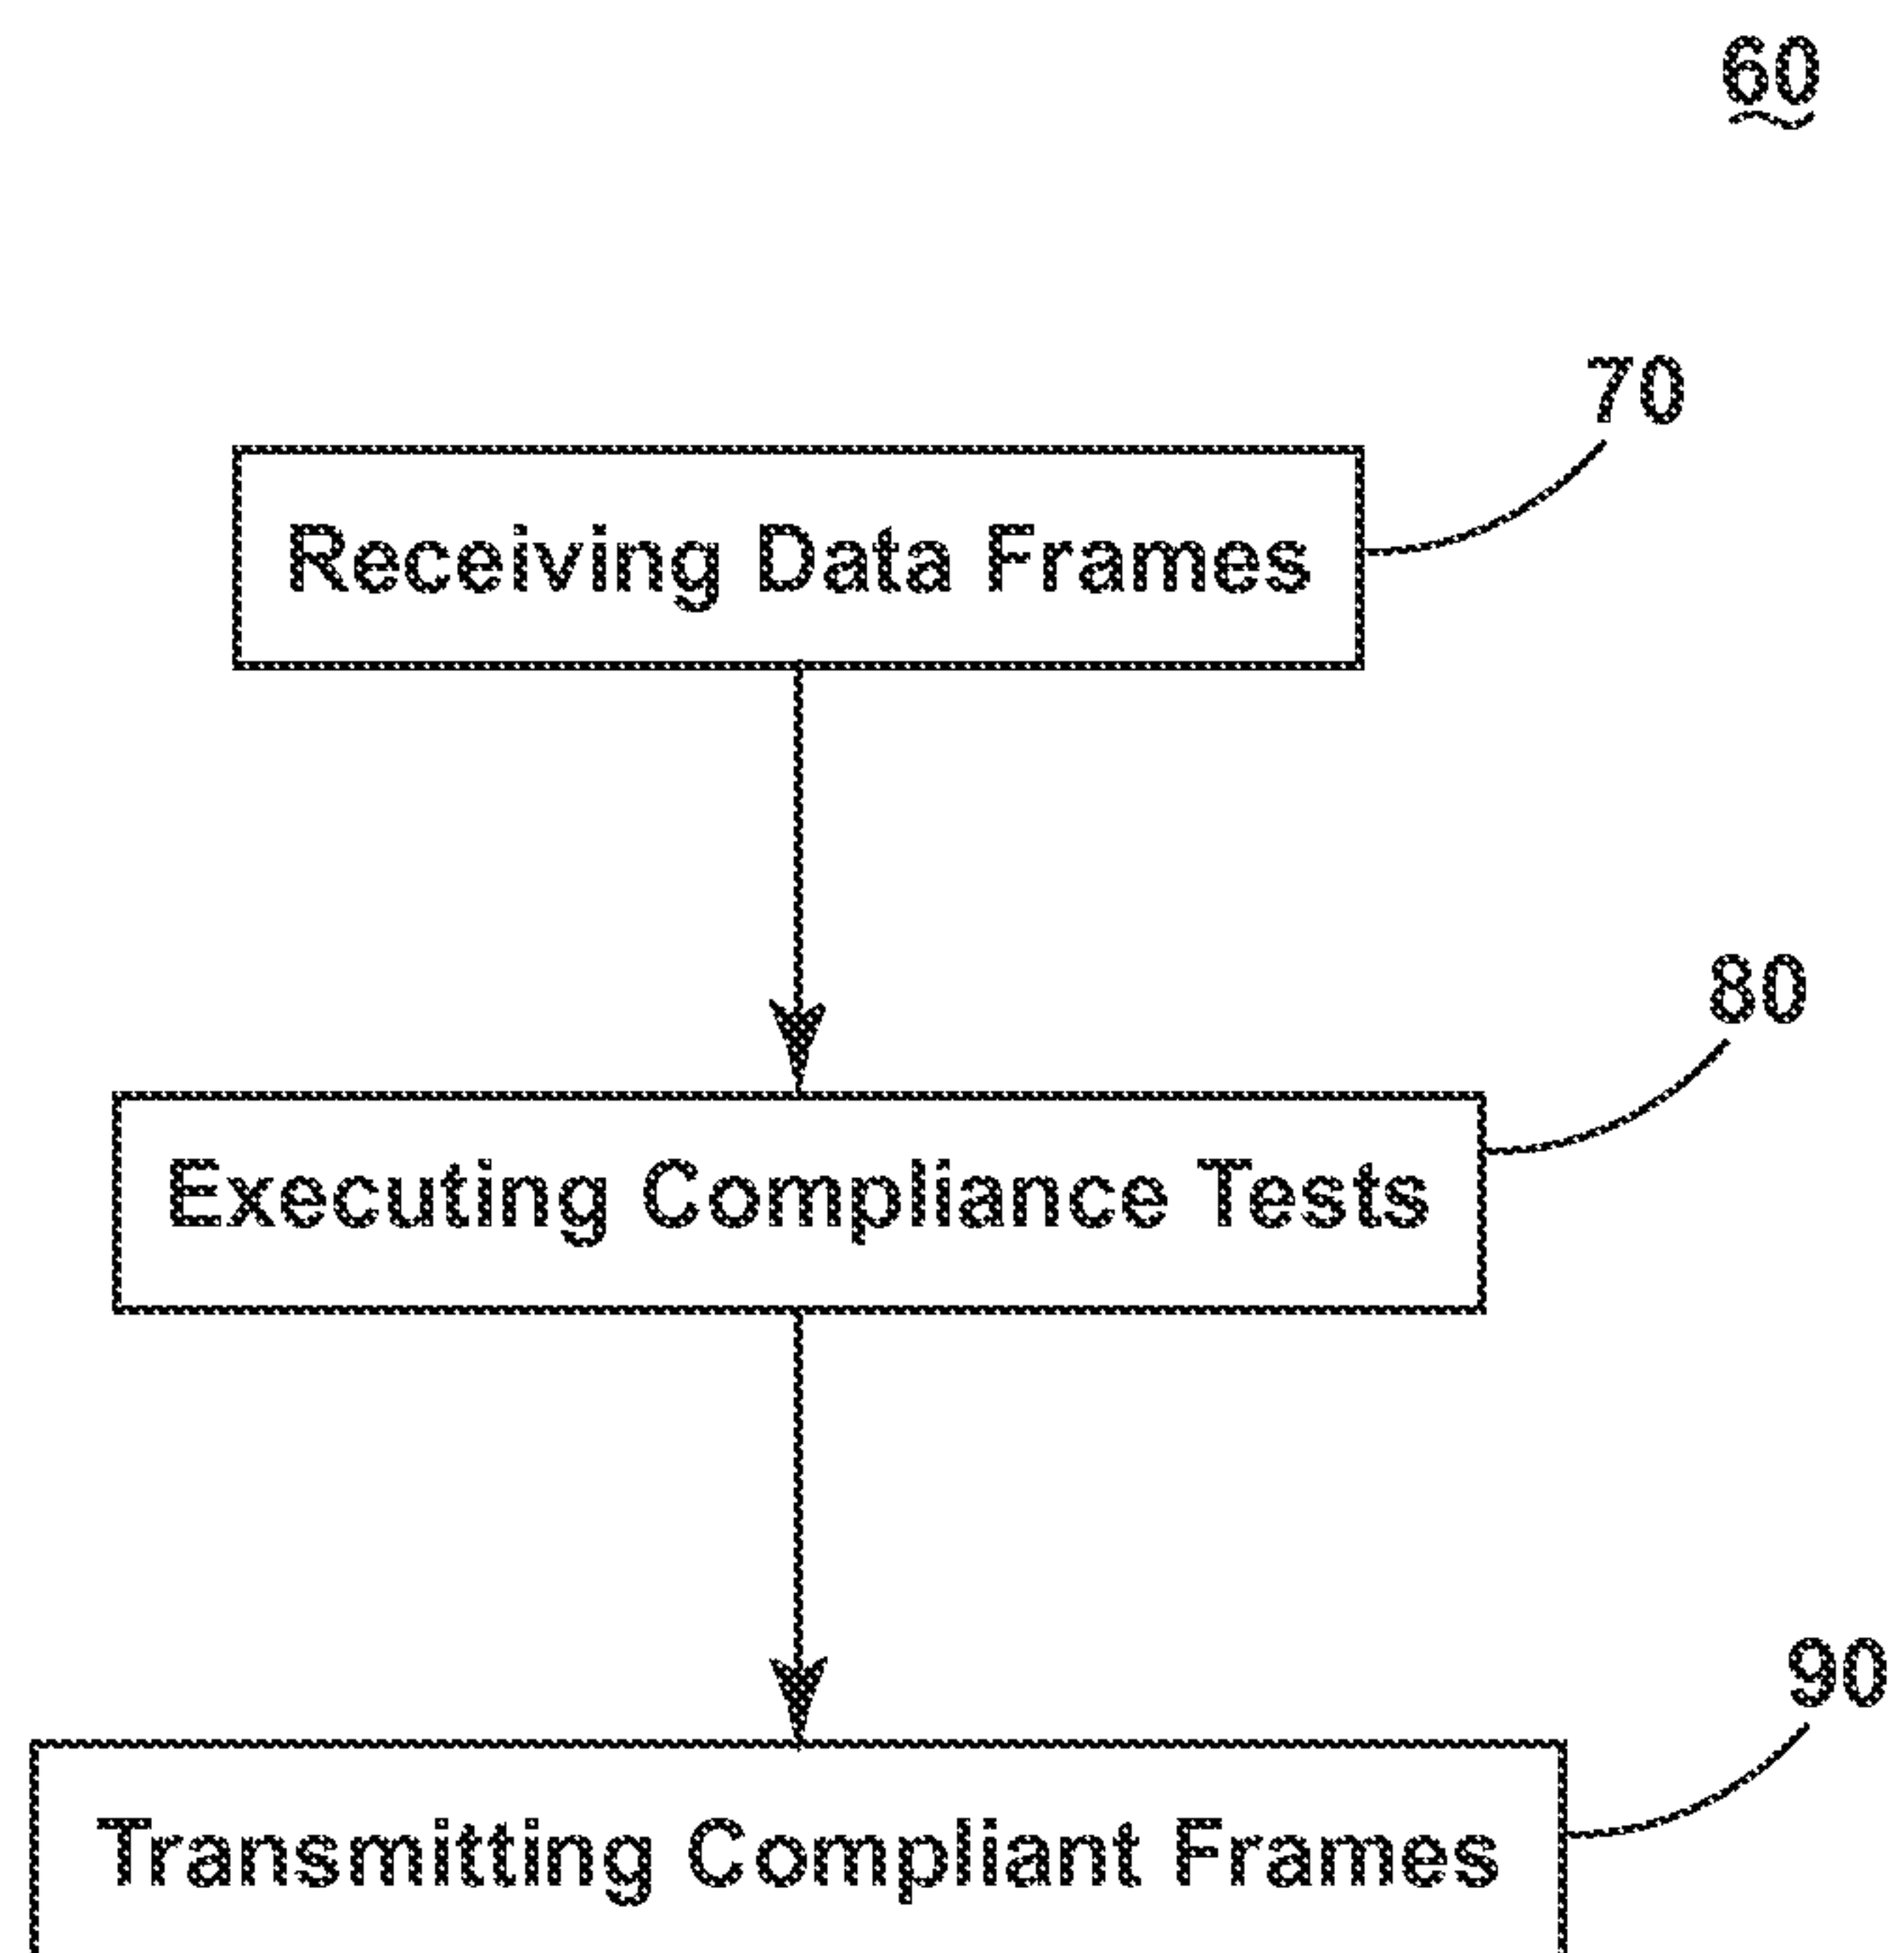 60
70
Receiving Data Frames
80
Executing Compliance Tests
90
Transmitting Compliant Frames